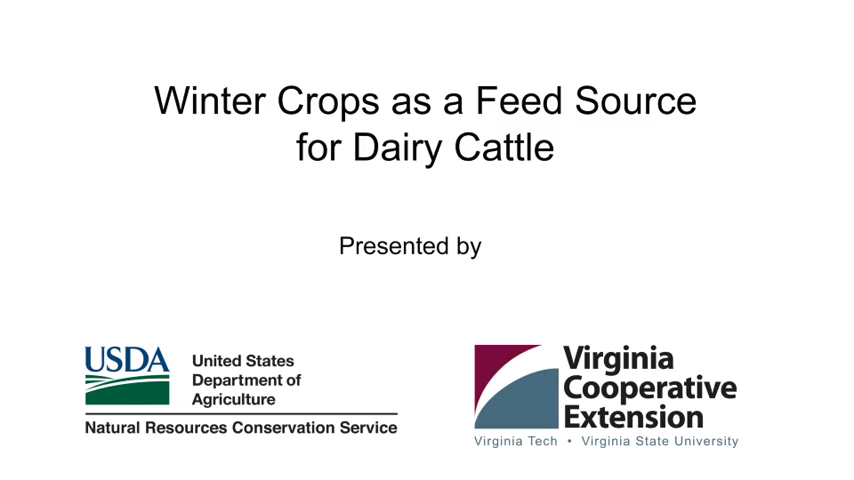 Winter Crops as a Feed Source
for Dairy Cattle
Presented by
USDA
United States
Department of
Agriculture
Natural Resources Conservation Service
Virginia
Cooperative
Extension
Virginia Tech • Virginia State University